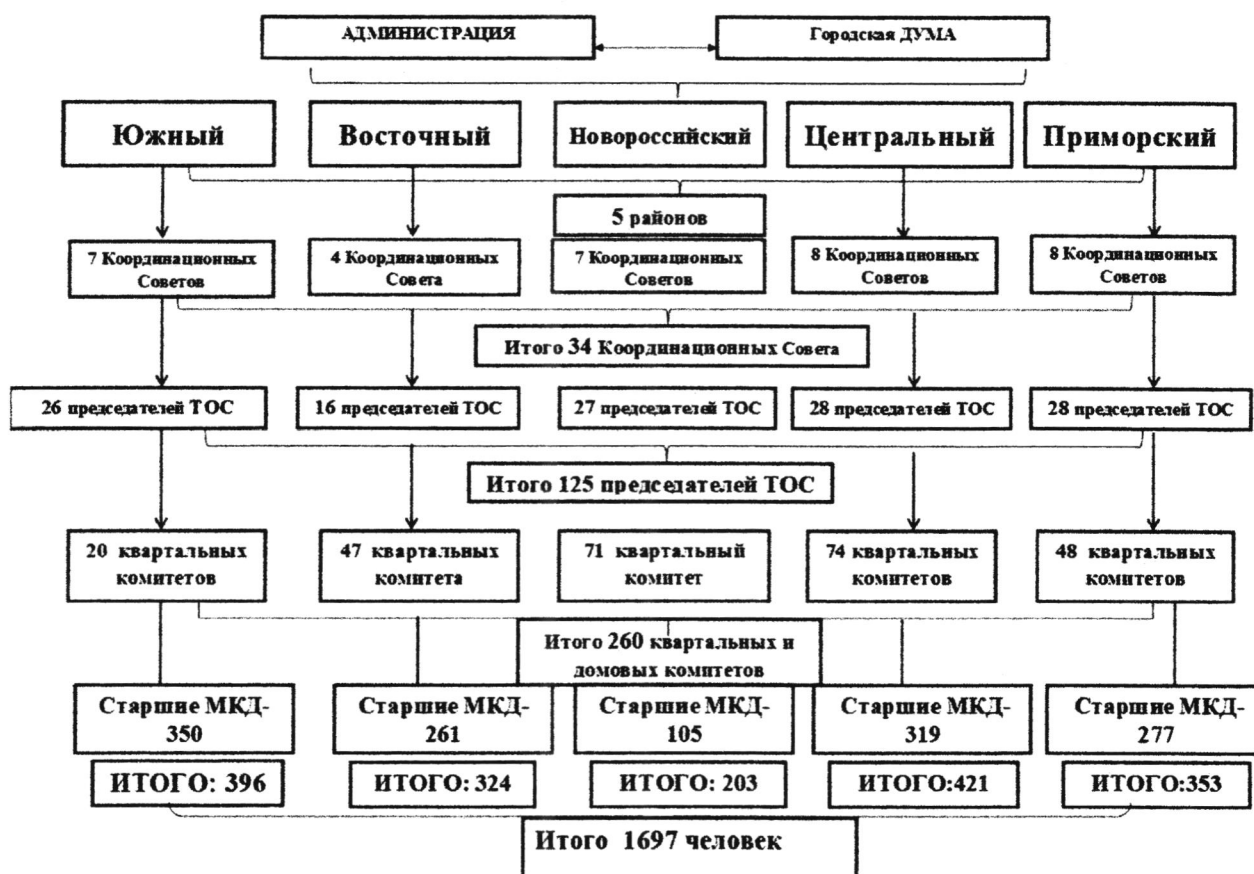 АДМИНИСТРАЦИЯ
Городская ДУМА
Южный
Восточный
Новороссийский
Центральный
Приморский
5 районов
7 Координационных
Советов
4 Координационных
Совета
7 Координационных
Советов
8 Координационных
Советов
8 Координационных
Советов
Итого 34 Координационных Совета
26 председателей ТОС
16 председателей ТОС
27 председателей ТОС
28 председателей ТОС
28 председателей ТОС
Итого 125 председателей ТОС
20 квартальных
комитетов
47 квартальных
комитета
71 квартальный
комитет
74 квартальных
комитетов
48 квартальных
комитетов
Итого 260 квартальных и
домовых комитетов
Старшие МКД-
350
Старшие МКД-
261
Старшие МКД-
105
Старшие МКД-
319
Старшие МКД-
277
ИТОГО: 396
ИТОГО: 324
ИТОГО: 203
ИТОГО:421
ИТОГО:353
Итого 1697 человек